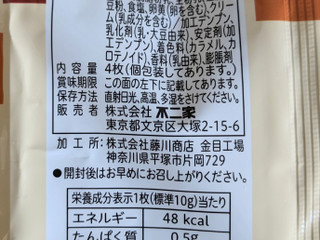 豆粉、食塩、卵黄(卵を含む)、クリー
ム(乳成分を含む)/加工デンプン、
乳化剤(乳・大豆由来)、安定剤(加
工デンプン)、着色料(カラメル、カ
ロテノイド)、香料(乳由来)、膨脹剤
内容量 4枚(個包装してあります。)
賞味期限 この面の左下に記載してあります。
保存方法 直射日光、高温、多湿をさけてください。
販売者 株式会社 不二家
東京都文京区大塚2-15-6
加工所:株式会社藤川商店 金目工場
神奈川県平塚市片岡729
●開封後はお早めにお召し上がりください。
栄養成分表示1枚(標準10g)当たり
エネルギー 48 kcal
たんぱく質 0.5g